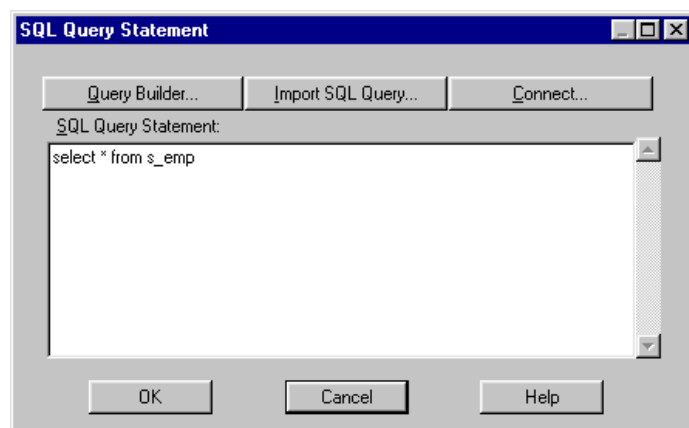 SQL Query Statement
Query Builder... Import SQL Query... Connect...
SQL Query Statement:
select * from s_emp
OK Cancel Help